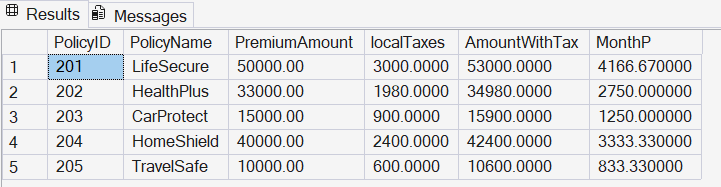 Results Messages
PolicyID PolicyName PremiumAmount localTaxes AmountWithTax MonthP
1 201 LifeSecure 50000.00 3000.0000 53000.0000 4166.670000
2 202 HealthPlus 33000.00 1980.0000 34980.0000 2750.000000
3 203 CarProtect 15000.00 900.0000 15900.0000 1250.000000
4 204 HomeShield 40000.00 2400.0000 42400.0000 3333.330000
5 205 TravelSafe 10000.00 600.0000 10600.0000 833.330000